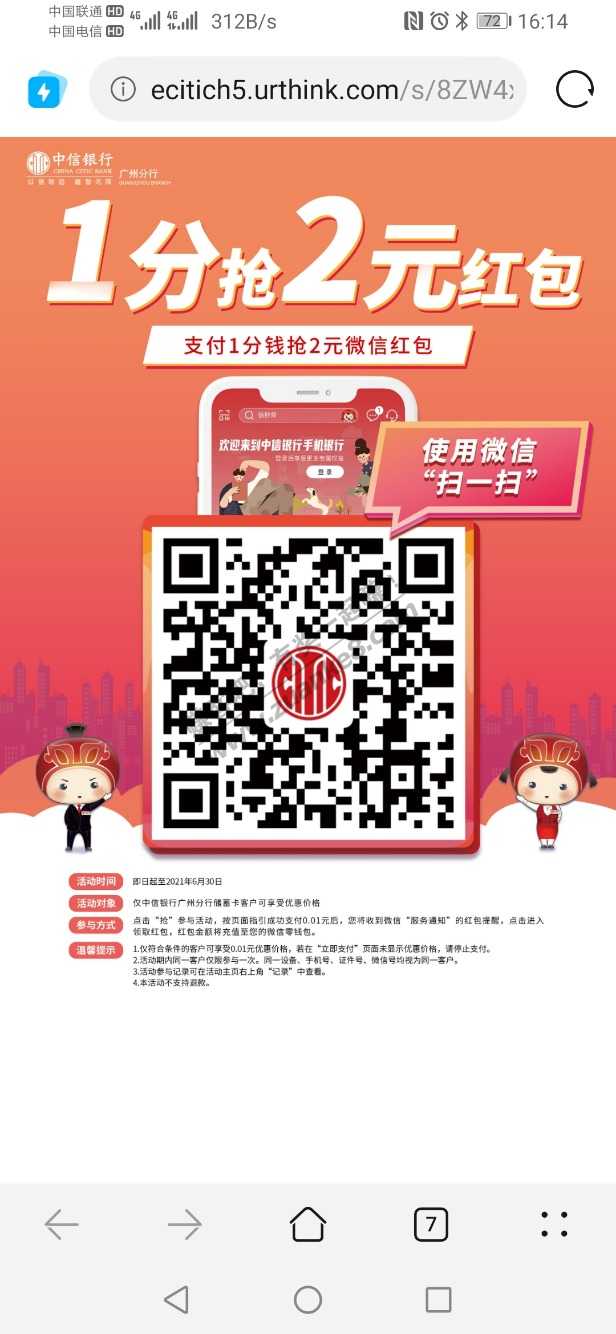 中国联通 HD 4G 4G 312B/s 72 16:14
中国电信 HD
ecitich5.urthink.com/s/8ZW4
中信银行
CHINA CITIC BANK
广州分行
GUANGZHOU BRANCH
1分抢2元红包
支付1分钱抢2元微信红包
欢迎来到中信银行手机银行
登录
1
使用微信
“扫一扫”
活动时间 即日起至2021年6月30日
活动对象 仅中信银行广州分行储蓄卡客户可享受优惠价格
参与方式 点击“抢”参与活动，按页面指引成功支付0.01元后，您将收到微信“服务通知”的红包提醒，点击进入
领取红包，红包金额将充值至您的微信零钱包。
温馨提示 1.仅符合条件的客户可享受0.01元优惠价格，若在“立即支付”页面未显示优惠价格，请停止支付。
2.活动期内同一客户仅限参与一次。同一设备、手机号、证件号、微信号均视为同一客户。
3.活动参与记录可在活动主页右上角“记录”中查看。
4.本活动不支持退款。
7